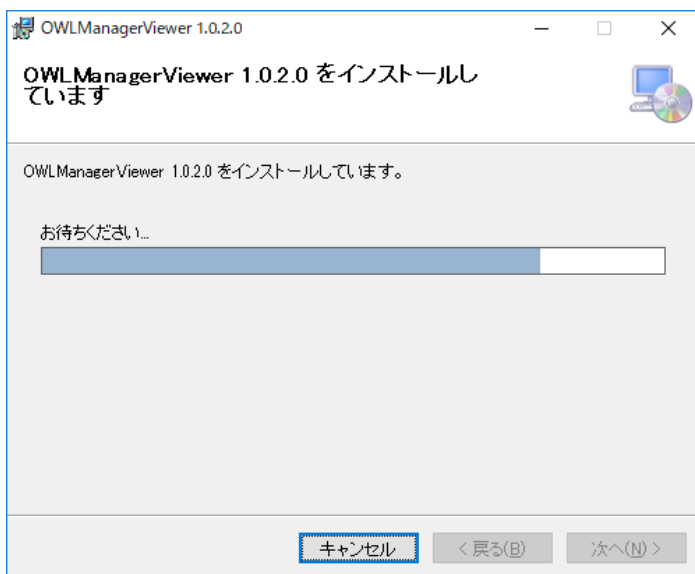 OWLManagerViewer 1.0.2.0
OWLManagerViewer 1.0.2.0 をインストールし
ています
OWLManagerViewer 1.0.2.0 をインストールしています。
お待ちください...
キャンセル
< 戻る(B)
次へ(N) >